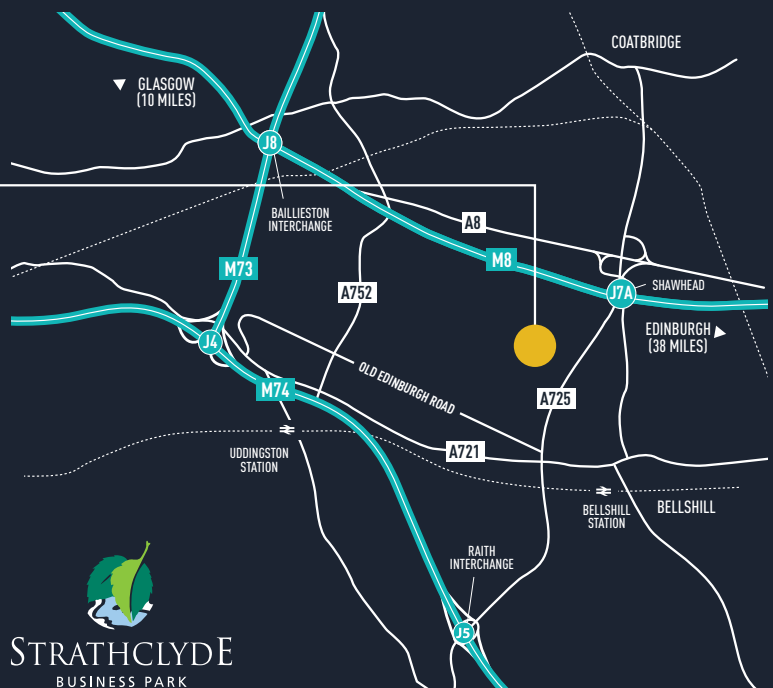 COATBRIDGE
GLASGOW
(10 MILES)
J8
BAILLIESTON
INTERCHANGE
A8
M73
M8
A752
J7A
SHAWHEAD
EDINBURGH
(38 MILES)
J4
M74
OLD EDINBURGH ROAD
A725
UDDINGSTON
STATION
A721
BELLSHILL
STATION
BELLSHILL
RAITH
INTERCHANGE
J5
STRATHCLYDE
BUSINESS PARK